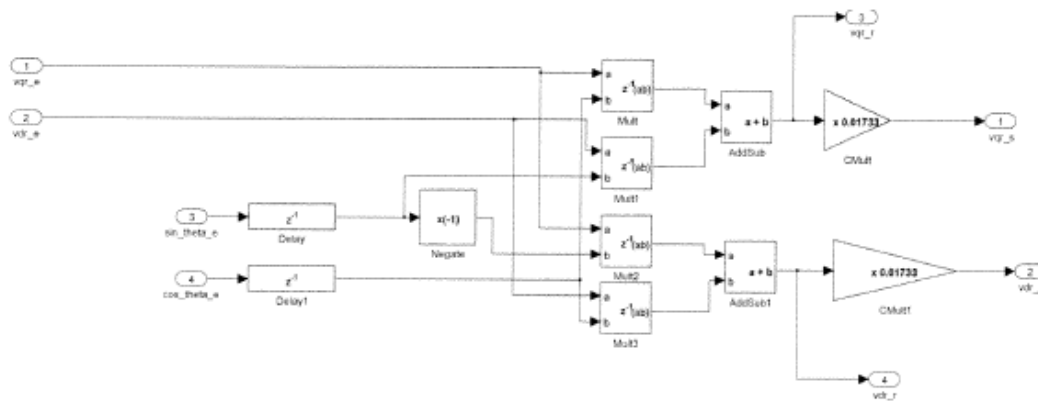 3
vqr_r
1
vqr_e
a
b
z⁻¹(ab)
Mult
a
b
a + b
AddSub
x 0.01733
CMult
1
vqr_s
2
vdr_e
a
b
z⁻¹(ab)
Mult1
3
sin_theta_e
z⁻¹
Delay
x(-1)
Negate
a
b
z⁻¹(ab)
Mult2
a
b
a + b
AddSub1
x 0.01733
CMult1
2
4
cos_theta_e
z⁻¹
Delay1
a
b
z⁻¹(ab)
Mult3
4
vdr_r